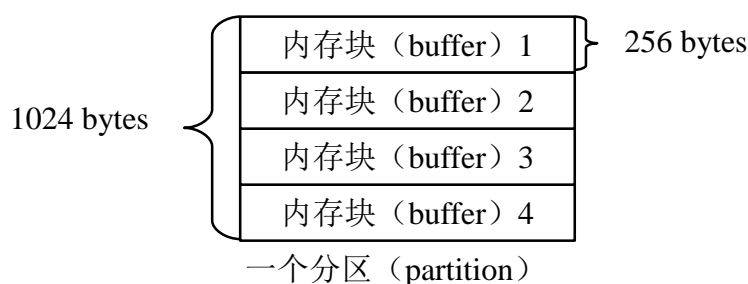 内存块（buffer）1
256 bytes
内存块（buffer）2
1024 bytes
内存块（buffer）3
内存块（buffer）4
一个分区（partition）